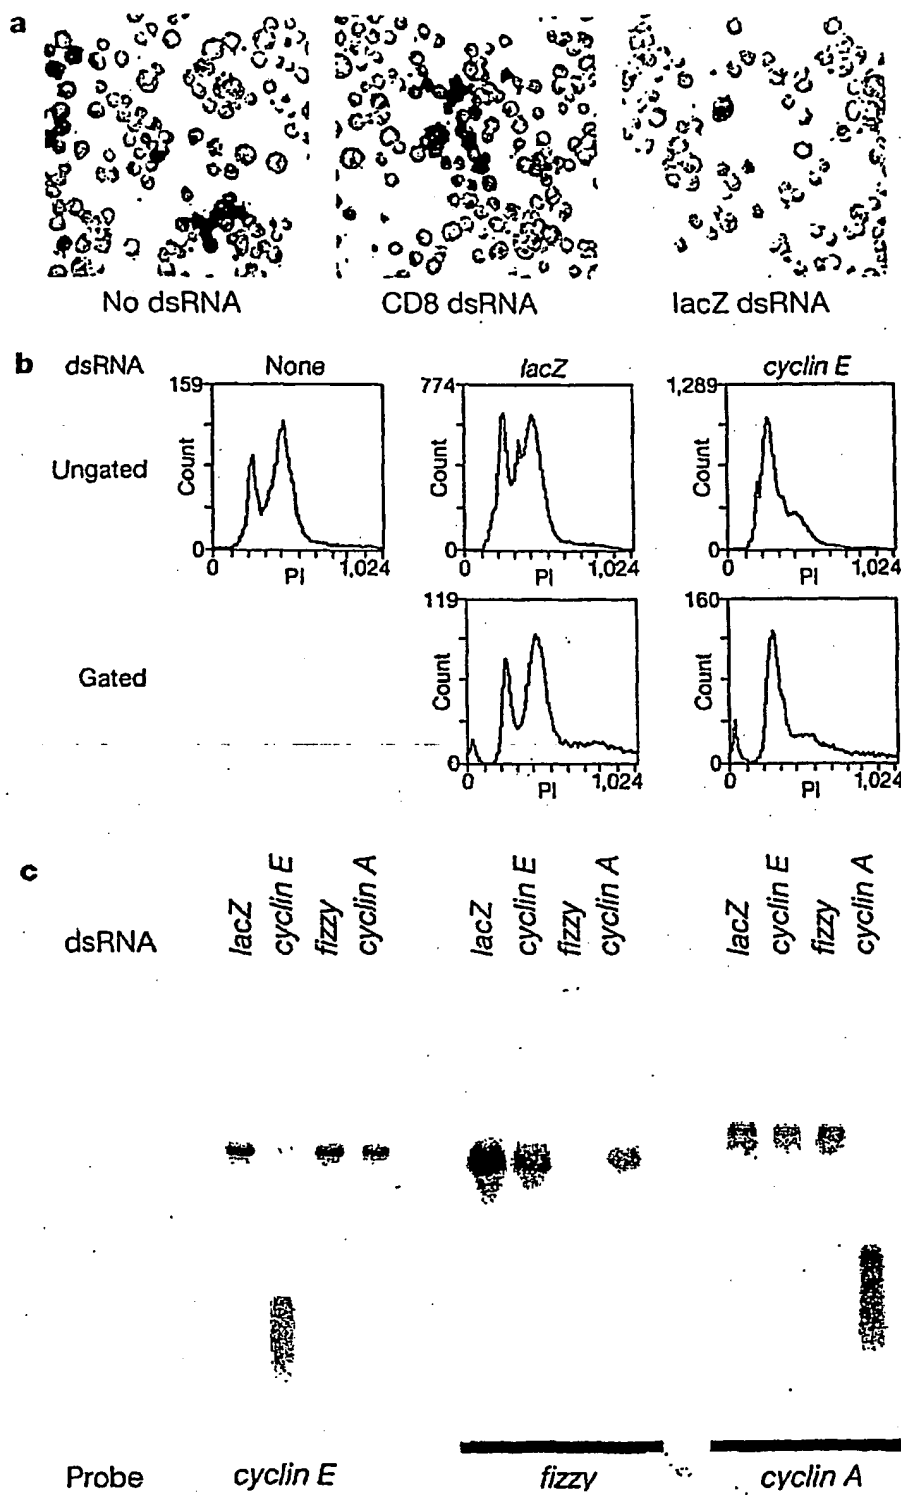 a
No dsRNA CD8 dsRNA lacZ dsRNA
b dsRNA None lacZ cyclin E
159 774 1,289
Ungated Count Count Count
0 0 0
0 1,024 0 1,024 0 1,024
PI PI PI
119 160
Gated Count Count
0 0
0 1,024 0 1,024
PI PI
c
dsRNA lacZ cyclin E fizzy cyclin A lacZ cyclin E fizzy cyclin A lacZ cyclin E fizzy cyclin A
Probe cyclin E fizzy cyclin A